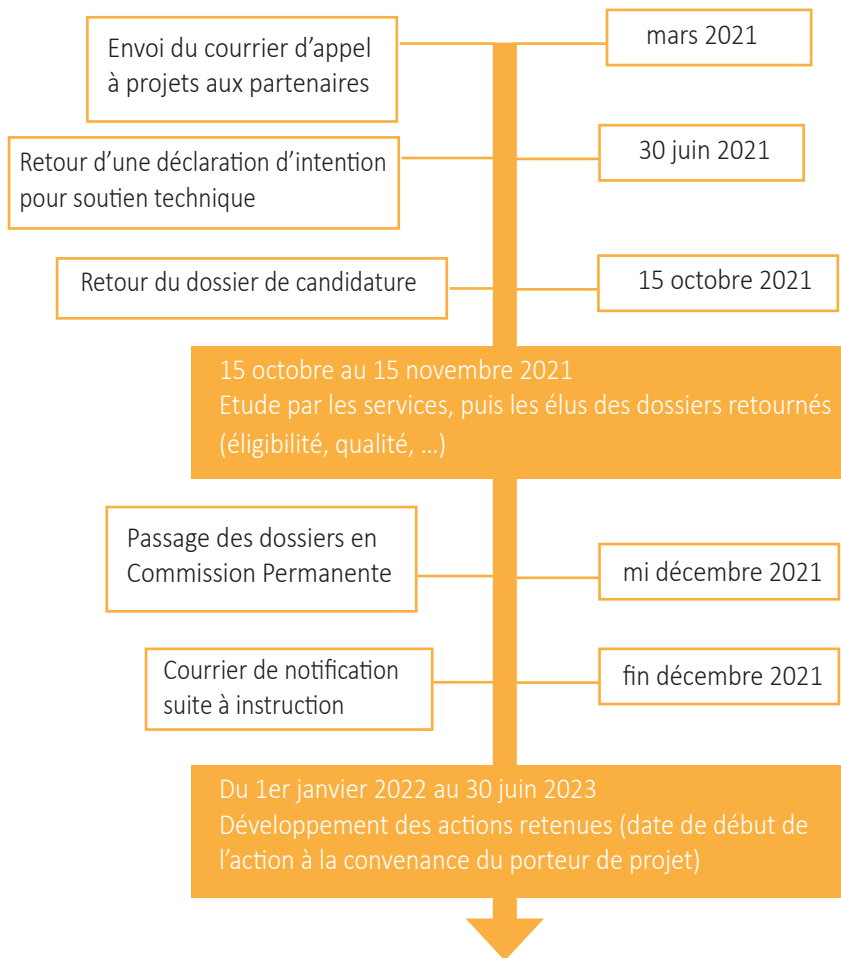 Envoi du courrier d'appel
à projets aux partenaires
mars 2021
Retour d'une déclaration d'intention
pour soutien technique
30 juin 2021
Retour du dossier de candidature
15 octobre 2021
15 octobre au 15 novembre 2021
Etude par les services, puis les élus des dossiers retournés
(éligibilité, qualité, ...)
Passage des dossiers en
Commission Permanente
mi décembre 2021
Courrier de notification
suite à instruction
fin décembre 2021
Du 1er janvier 2022 au 30 juin 2023
Développement des actions retenues (date de début de
l'action à la convenance du porteur de projet)